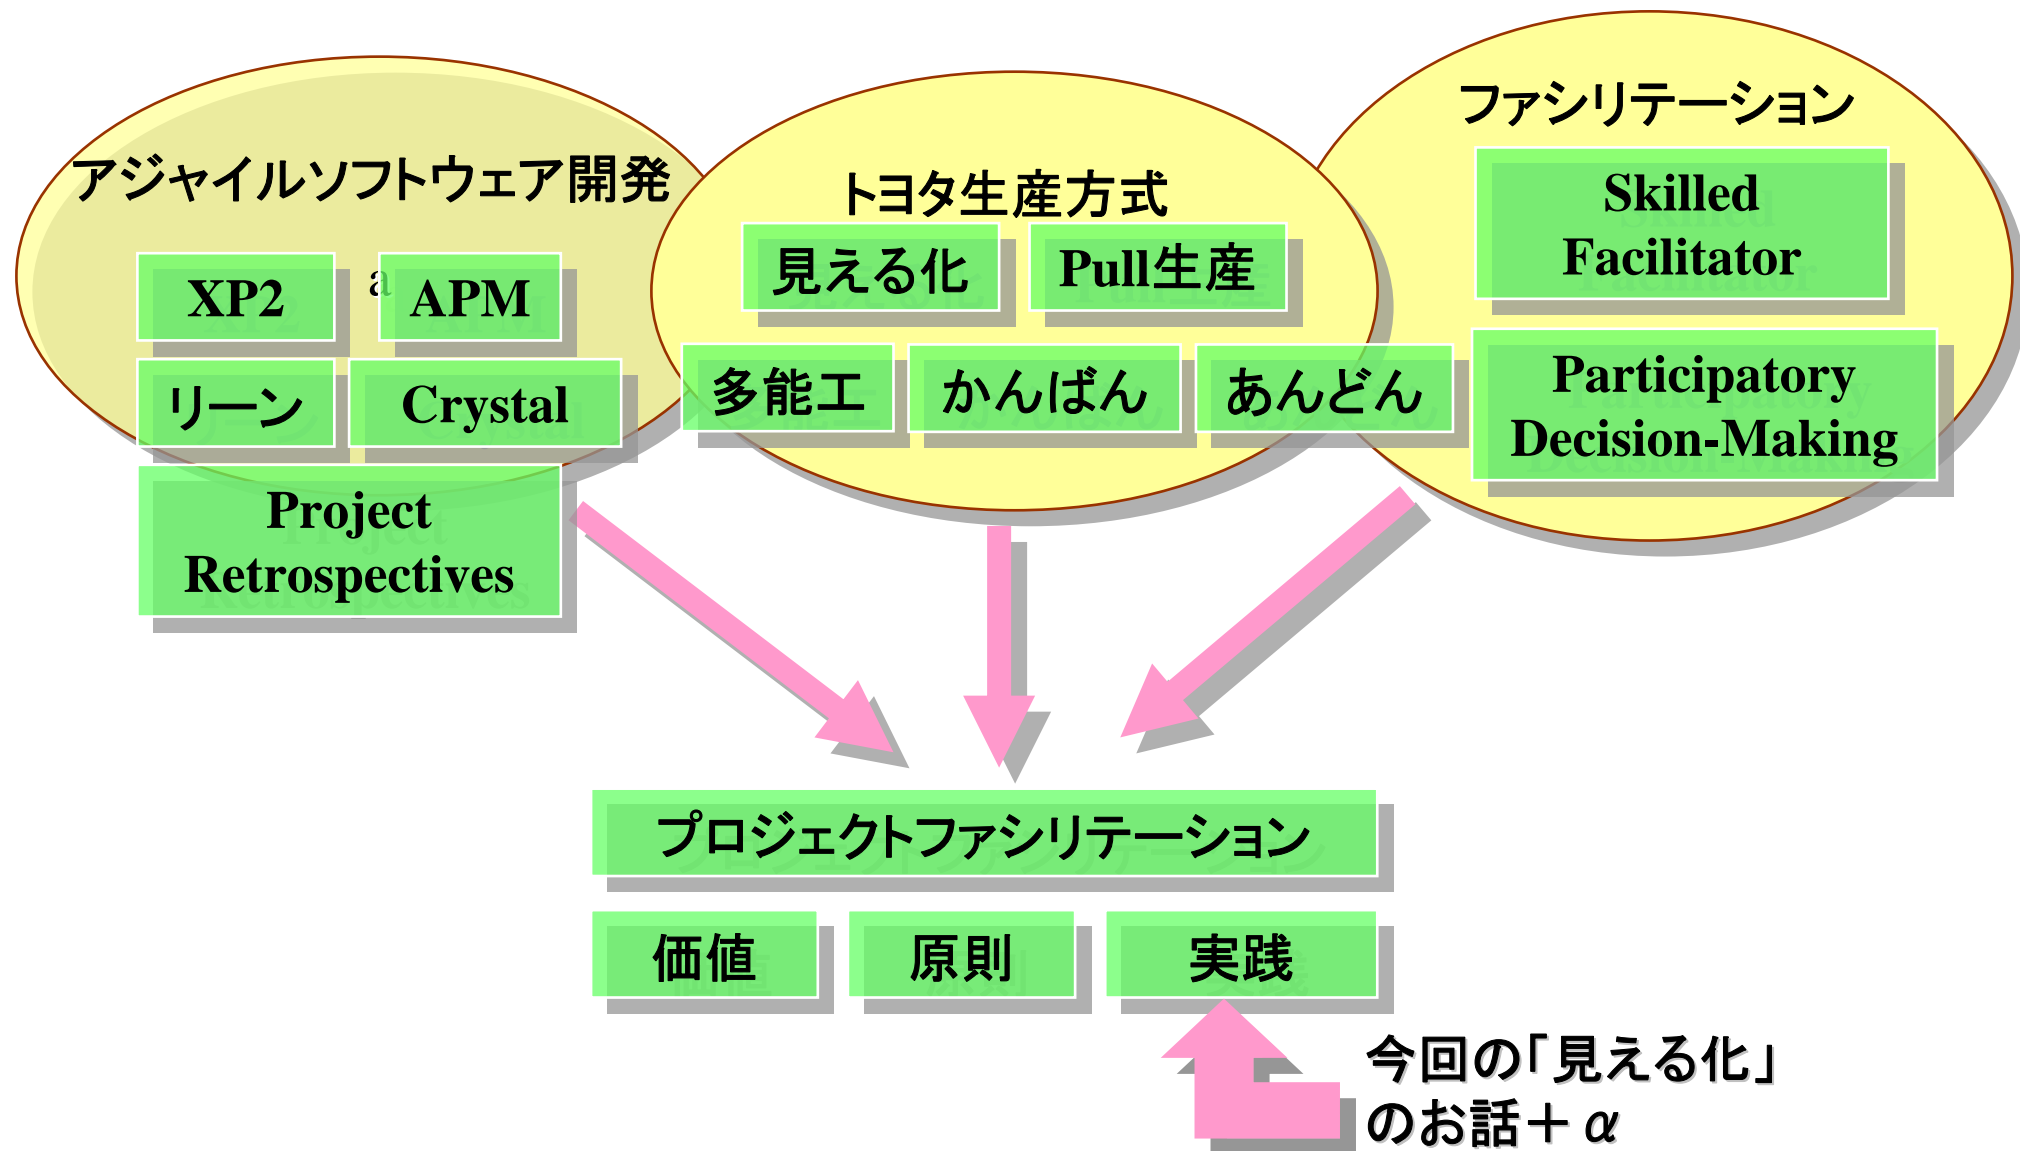 アジャイルソフトウェア開発
a
XP2
APM
リーン
Crystal
Project
Retrospectives
トヨタ生産方式
見える化
Pull生産
多能工
かんばん
あんどん
ファシリテーション
Skilled
Facilitator
Participatory
Decision-Making
プロジェクトファシリテーション
価値
原則
実践
今回の「見える化」
のお話＋α